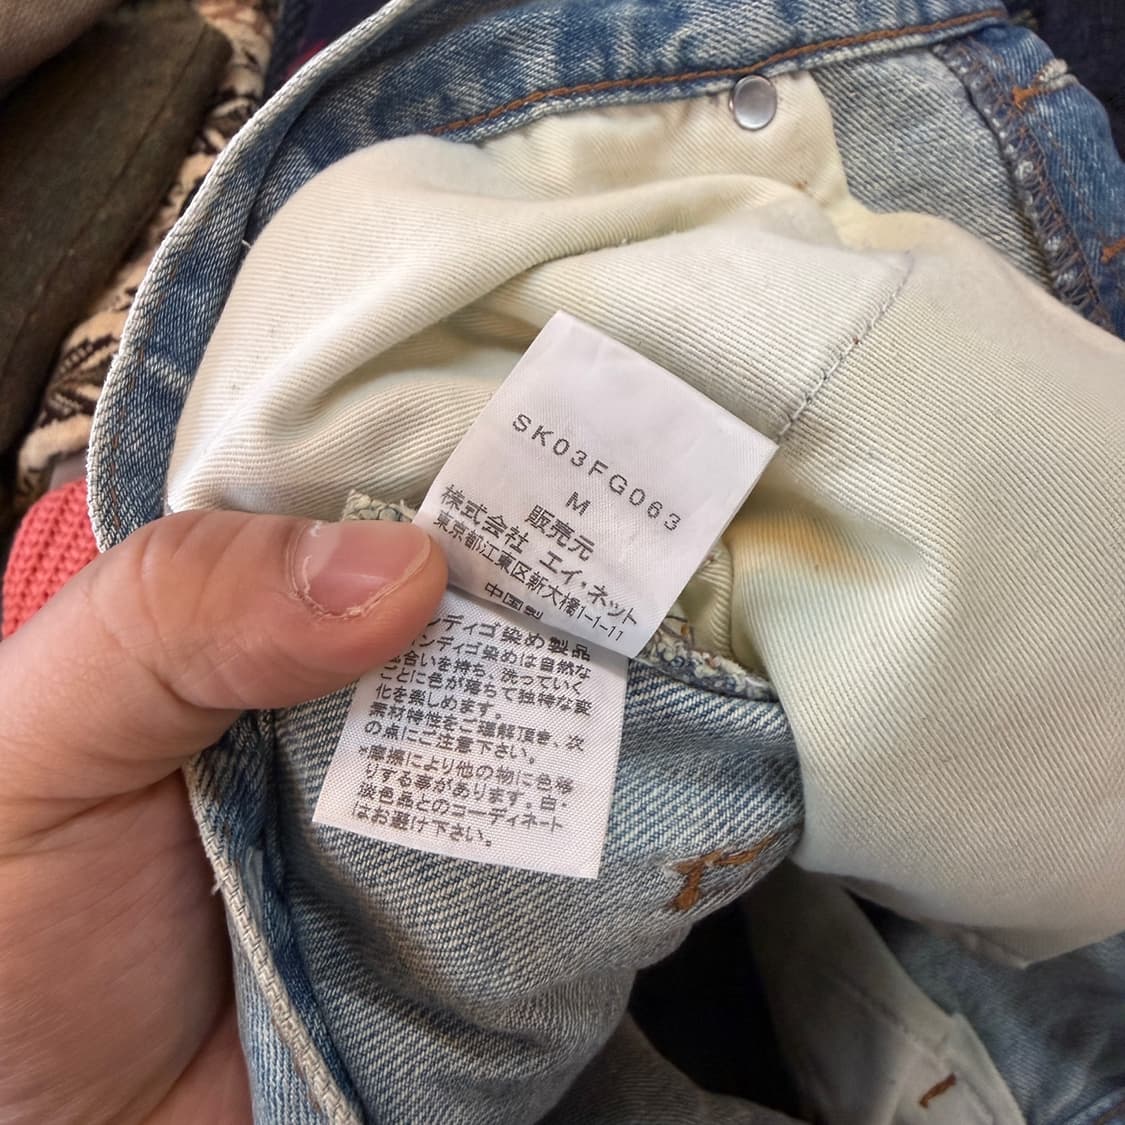 SK03FG063
M
販売元
株式会社 エイ・ネット
東京都江東区新大橋1-1-11
中国製
ンディゴ染め製品
ンディゴ染めは自然な
色合いを持ち、洗っていく
ごとに色が落ちて独特な変
化を楽しめます。
素材特性をご理解頂き、次
の点にご注意下さい。
※摩擦により他の物に色移
りする事があります。白・
淡色品とのコーディネート
はお避け下さい。